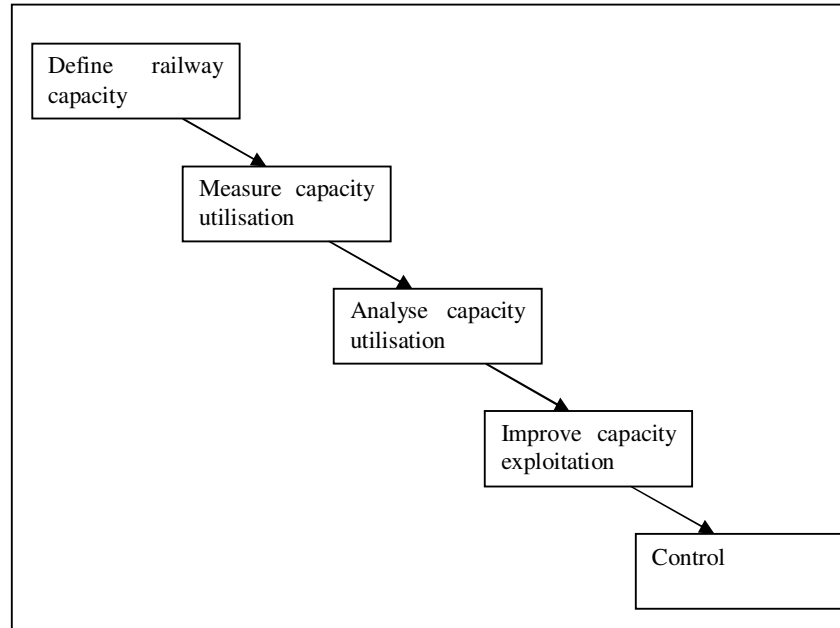 Define railway
capacity
Measure capacity
utilisation
Analyse capacity
utilisation
Improve capacity
exploitation
Control